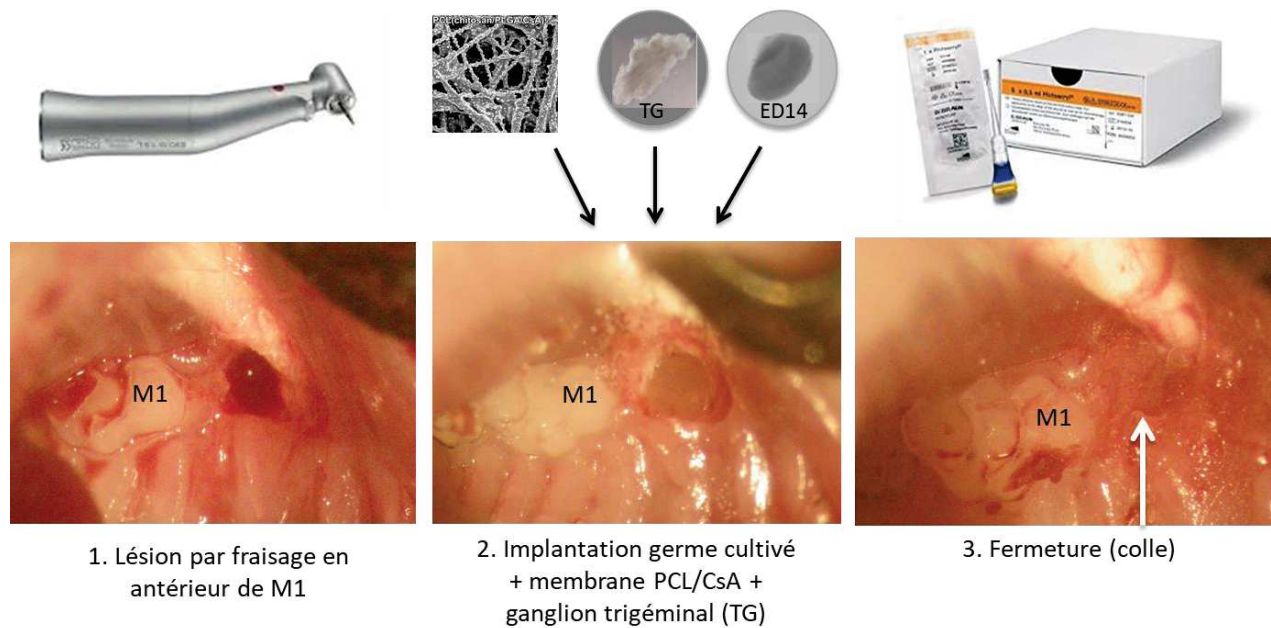 PCL(chitosan/PLGA/CsA)
TG
ED14
M1
M1
M1
1. Lésion par fraisage en
antérieur de M1
2. Implantation germe cultivé
+ membrane PCL/CsA +
ganglion trigéminal (TG)
3. Fermeture (colle)